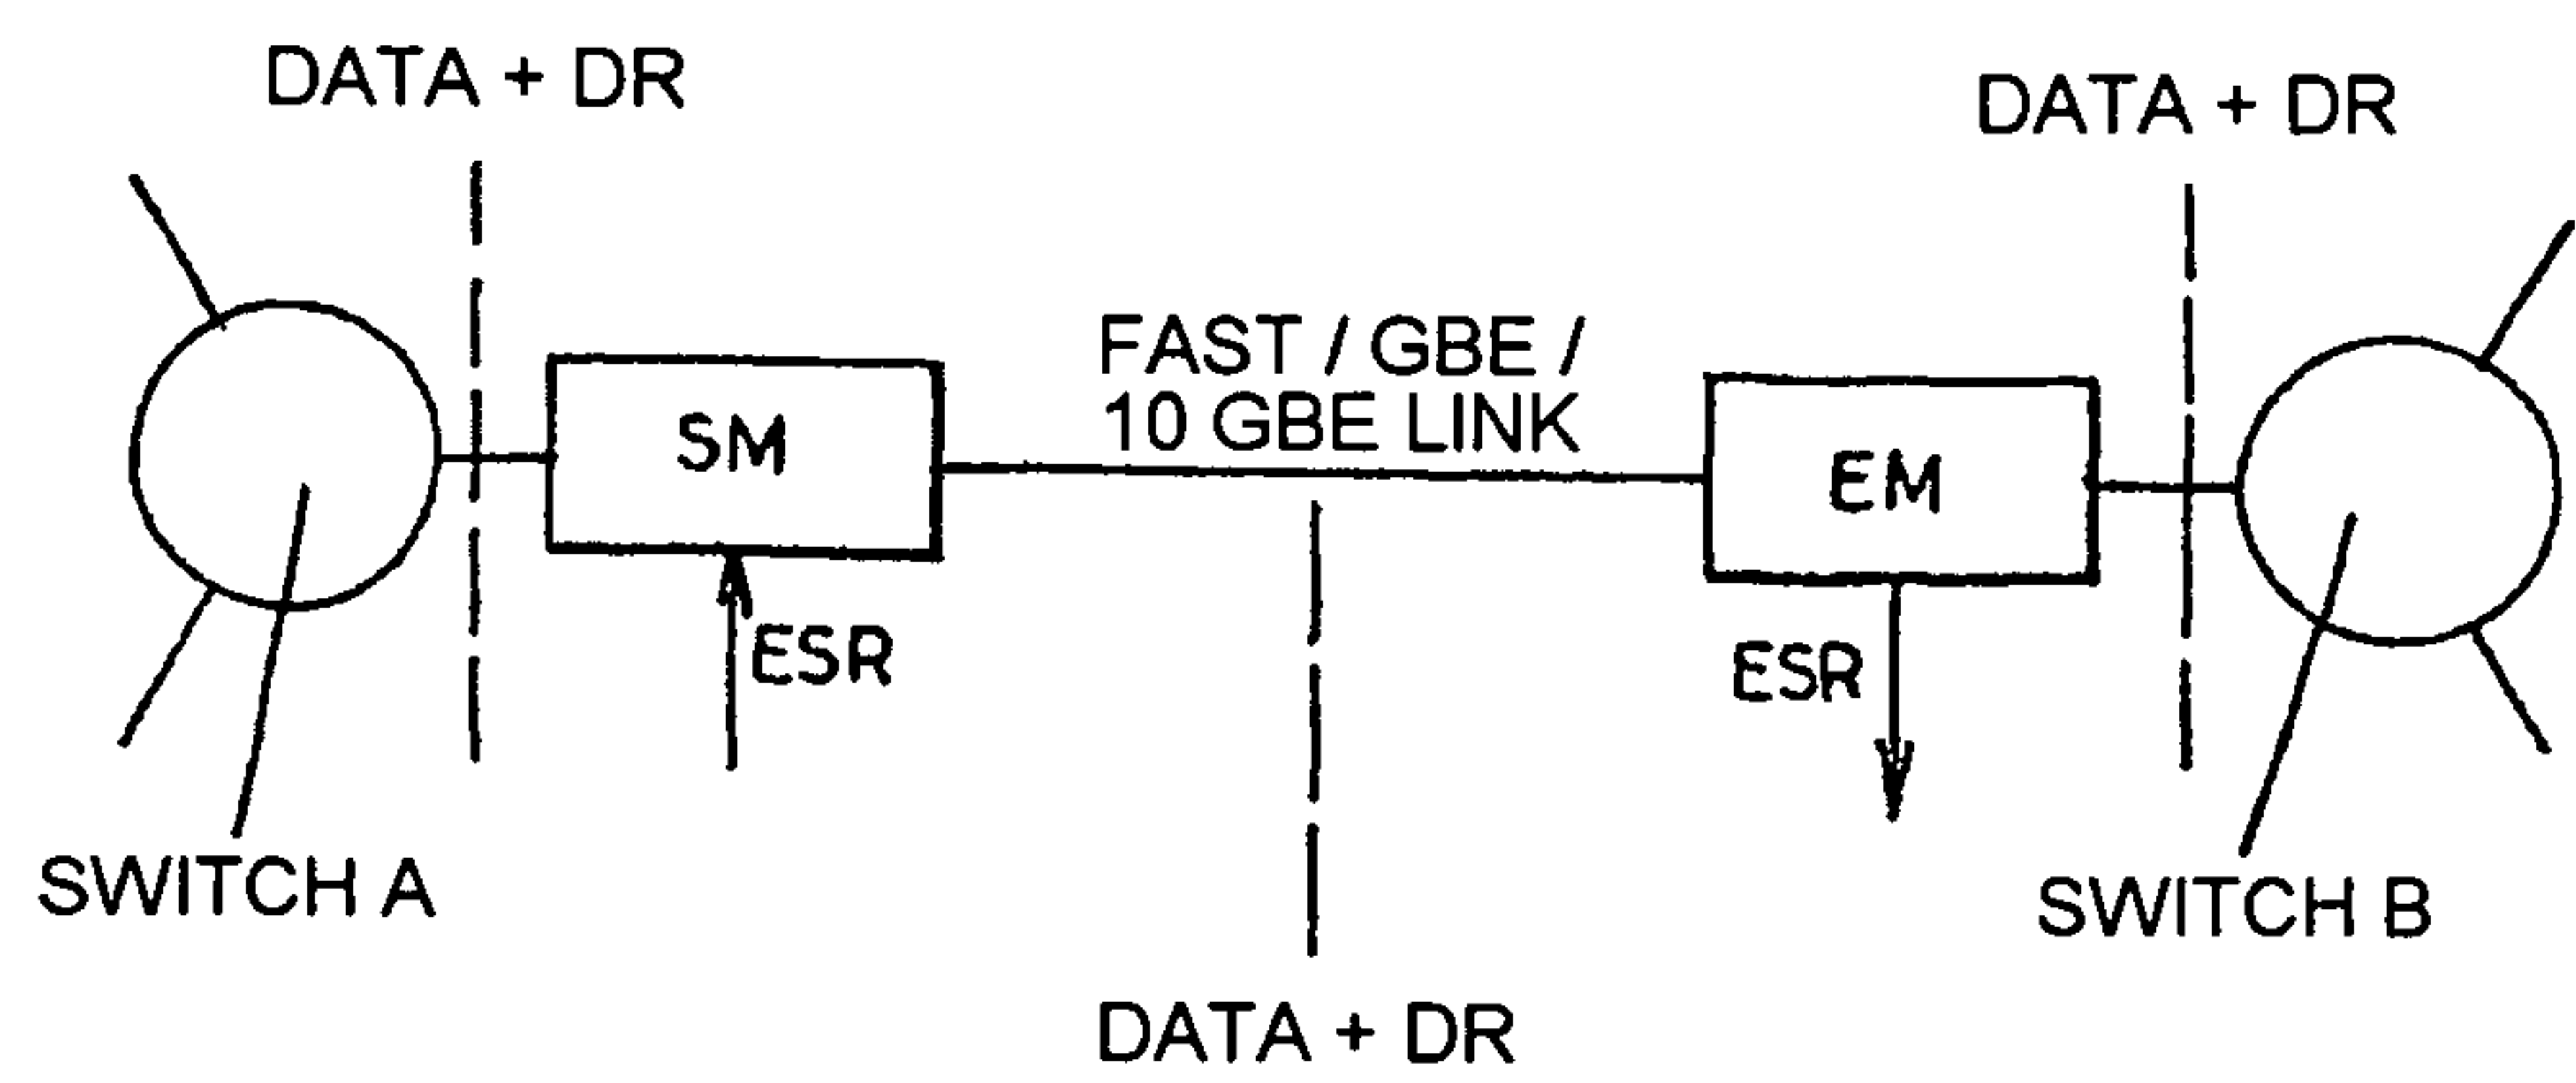 DATA + DR
DATA + DR
FAST / GBE /
10 GBE LINK
SM
EM
ESR
ESR
SWITCH A
SWITCH B
DATA + DR